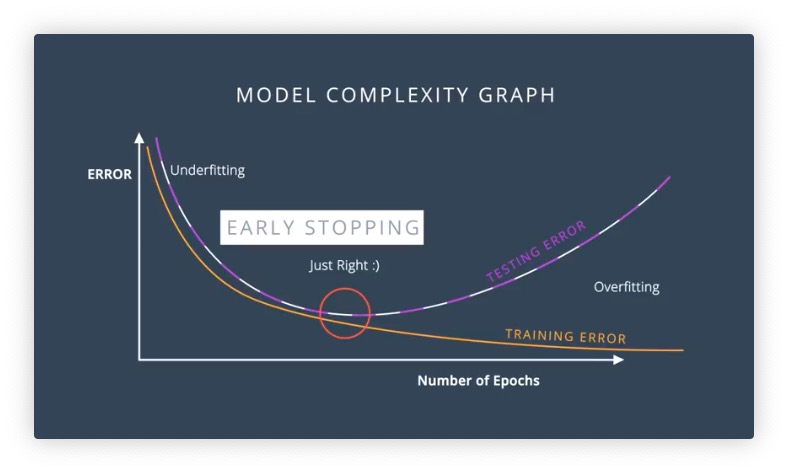 MODEL COMPLEXITY GRAPH
ERROR
Underfitting
EARLY STOPPING
Just Right :)
TESTING ERROR
Overfitting
TRAINING ERROR
Number of Epochs